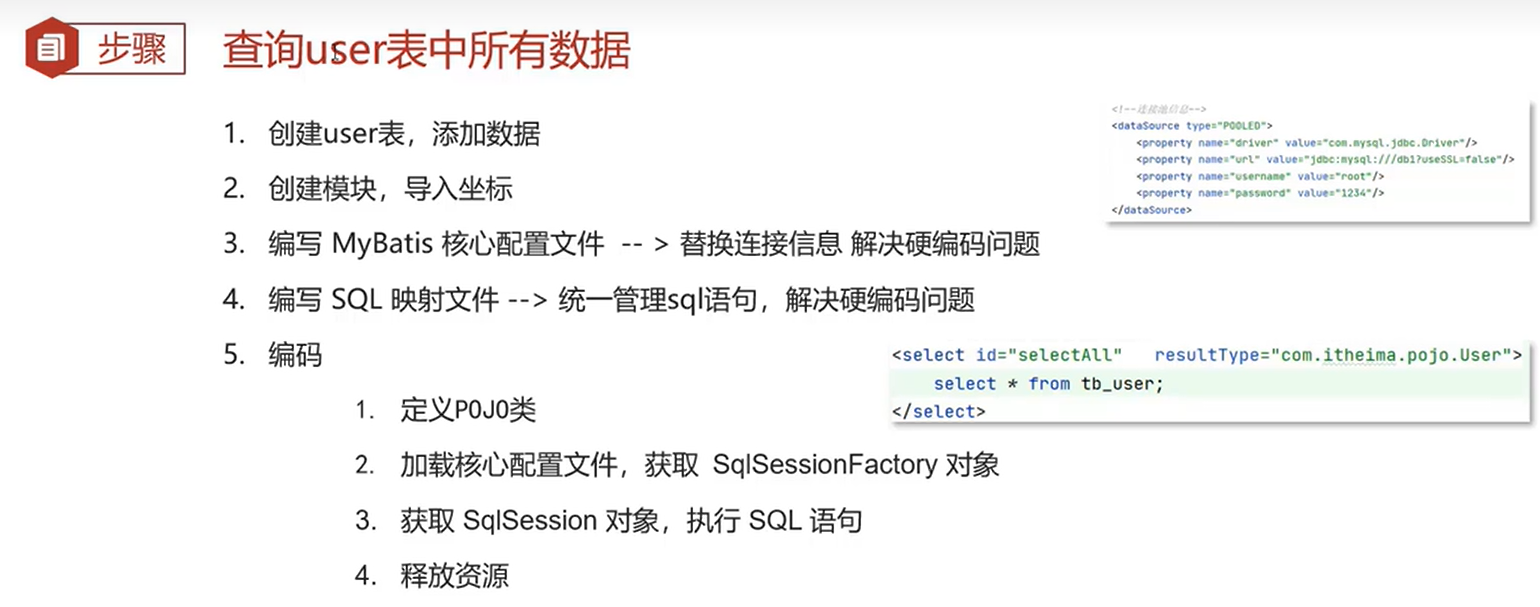 步骤
查询user表中所有数据
1. 创建user表，添加数据
2. 创建模块，导入坐标
3. 编写 MyBatis 核心配置文件 -- > 替换连接信息 解决硬编码问题
4. 编写 SQL 映射文件 --> 统一管理sql语句，解决硬编码问题
5. 编码
1. 定义POJO类
2. 加载核心配置文件，获取 SqlSessionFactory 对象
3. 获取 SqlSession 对象，执行 SQL 语句
4. 释放资源
<!--连接池信息-->
<dataSource type="POOLED">
<property name="driver" value="com.mysql.jdbc.Driver"/>
<property name="url" value="jdbc:mysql:///db1?useSSL=false"/>
<property name="username" value="root"/>
<property name="password" value="1234"/>
</dataSource>
<select id="selectAll" resultType="com.itheima.pojo.User">
select * from tb_user;
</select>